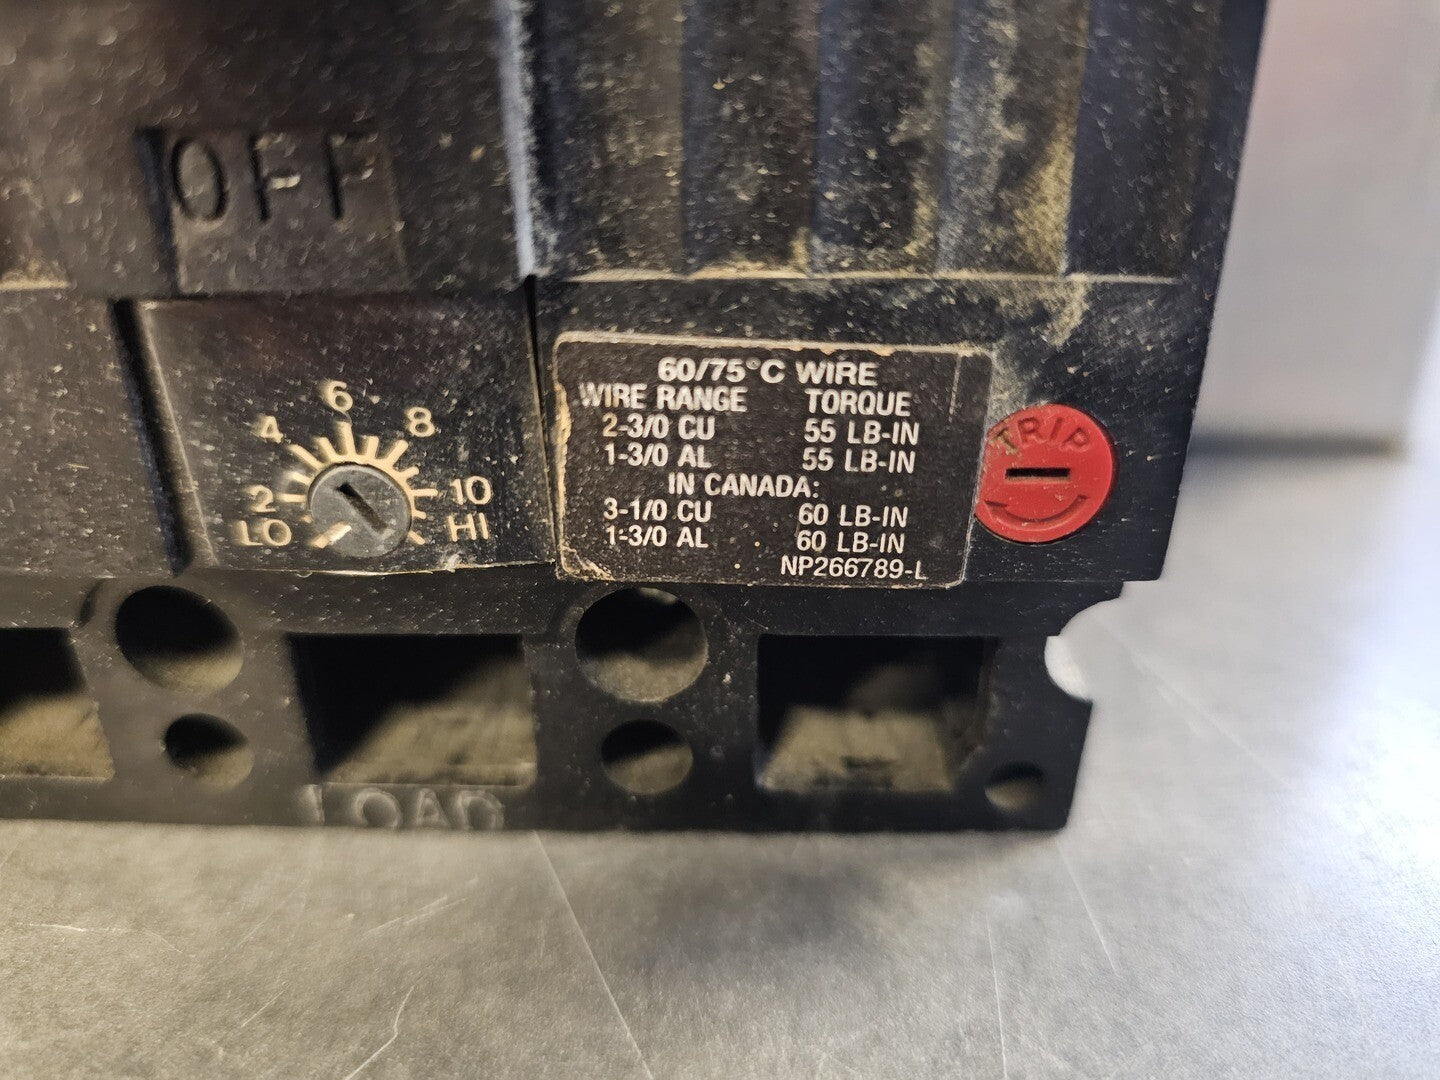 OFF
6
4 8
2 10
LO HI
60/75°C WIRE
WIRE RANGE TORQUE
2-3/0 CU 55 LB-IN
1-3/0 AL 55 LB-IN
IN CANADA:
3-1/0 CU 60 LB-IN
1-3/0 AL 60 LB-IN
NP266789-L
TRIP
LOAD